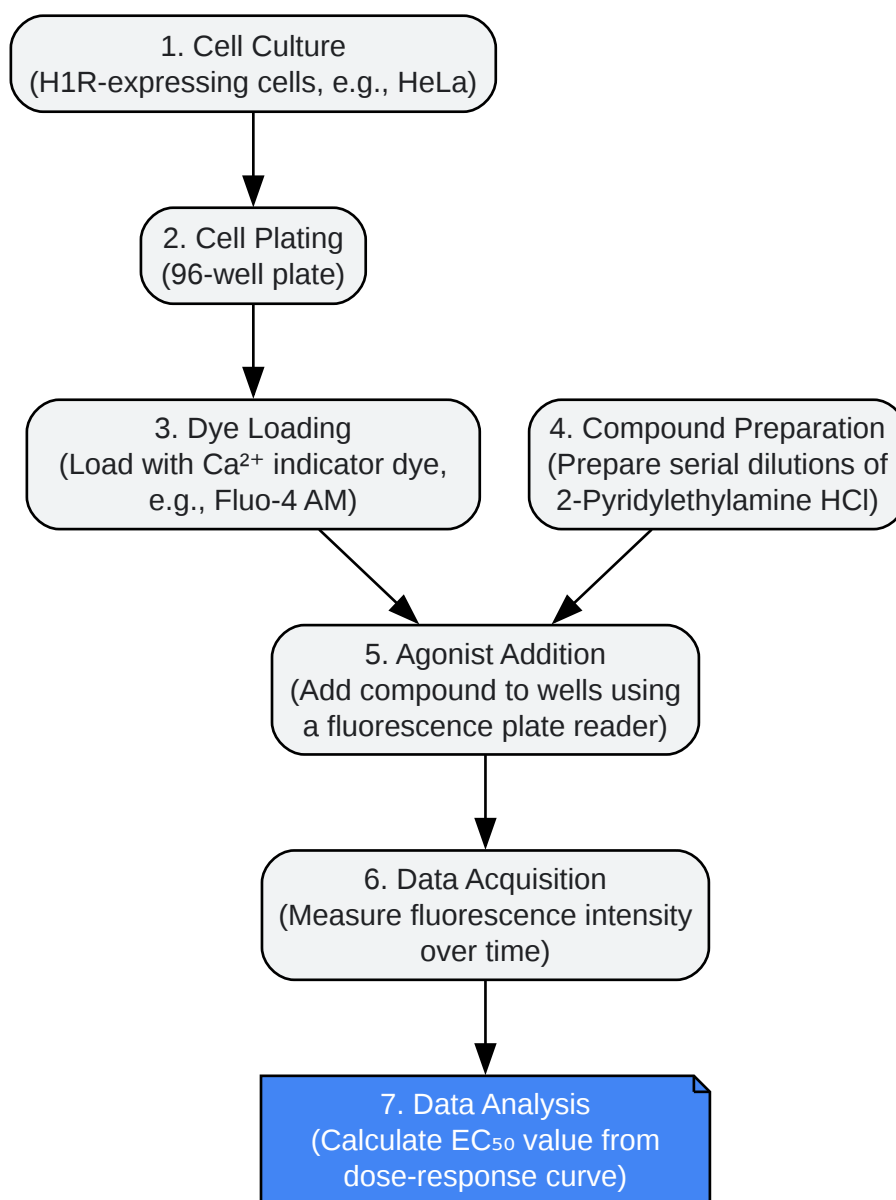 1. Cell Culture
(H1R-expressing cells, e.g., HeLa)
2. Cell Plating
(96-well plate)
3. Dye Loading
(Load with Ca²⁺ indicator dye,
e.g., Fluo-4 AM)
4. Compound Preparation
(Prepare serial dilutions of
2-Pyridylethylamine HCl)
5. Agonist Addition
(Add compound to wells using
a fluorescence plate reader)
6. Data Acquisition
(Measure fluorescence intensity
over time)
7. Data Analysis
(Calculate EC₅₀ value from
dose-response curve)